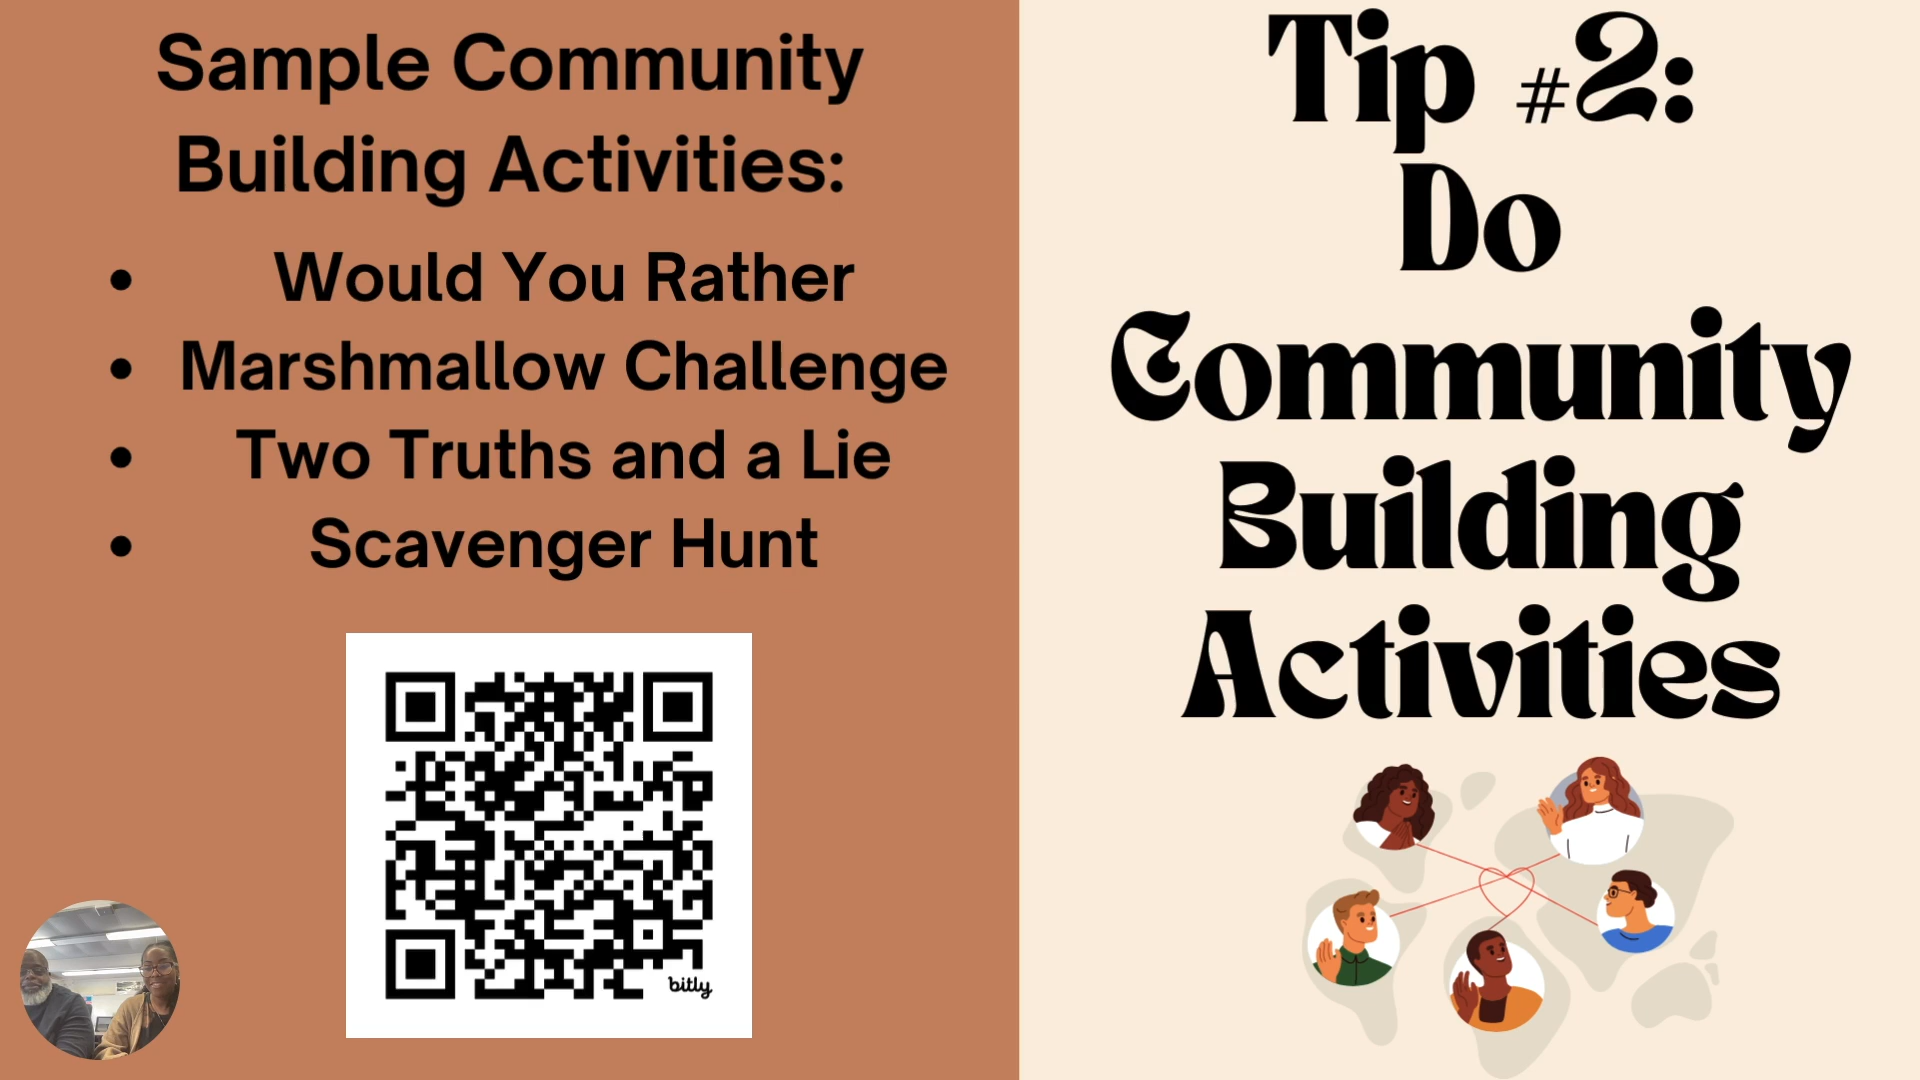 Sample Community
Building Activities:
• Would You Rather
• Marshmallow Challenge
• Two Truths and a Lie
• Scavenger Hunt
bitly
Tip #2:
Do
Community
Building
Activities